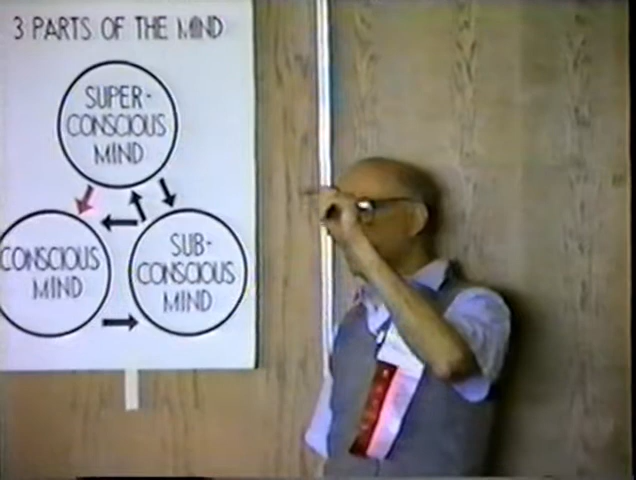 3 PARTS OF THE MIND
SUPER-
CONSCIOUS
MIND
CONSCIOUS
MIND
SUB-
CONSCIOUS
MIND